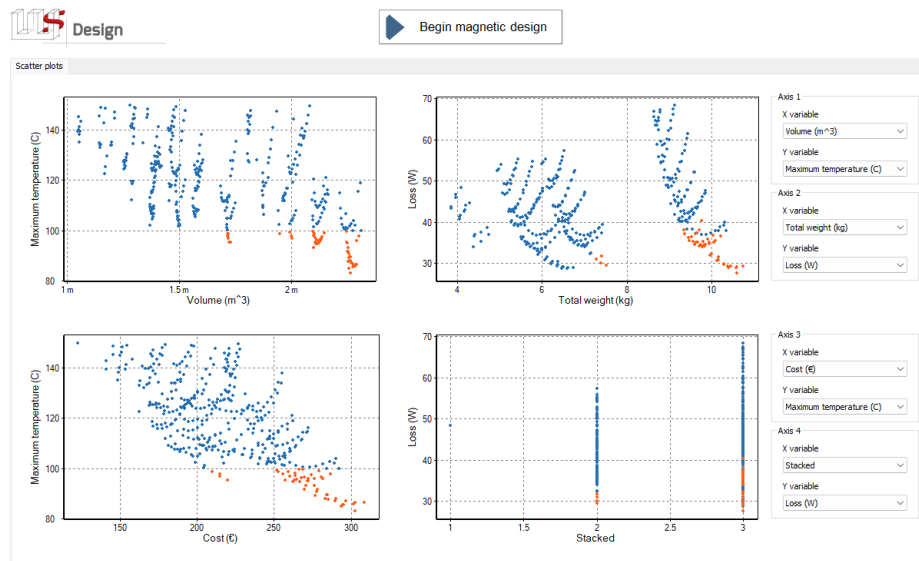 Design
Begin magnetic design
Scatter plots
Maximum temperature (C)
140
120
100
80
1 m
1.5 m
2 m
Volume (m^3)
Loss (W)
70
60
50
40
30
4
6
8
10
Total weight (kg)
Axis 1
X variable
Volume (m^3)
Y variable
Maximum temperature (C)
Axis 2
X variable
Total weight (kg)
Y variable
Loss (W)
Maximum temperature (C)
140
120
100
80
150
200
250
300
Cost (€)
Loss (W)
70
60
50
40
30
1
1.5
2
2.5
3
Stacked
Axis 3
X variable
Cost (€)
Y variable
Maximum temperature (C)
Axis 4
X variable
Stacked
Y variable
Loss (W)